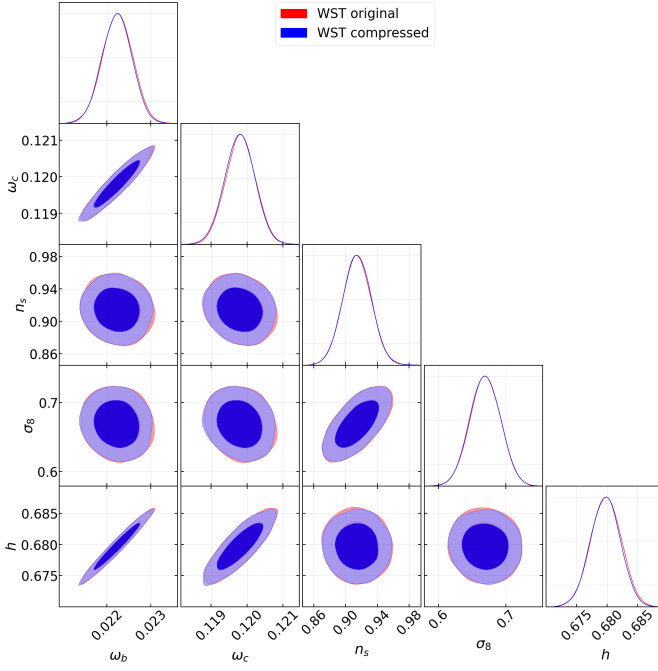 WST original
WST compressed
0.121
0.120
0.119
ω_c
0.98
0.94
0.90
0.86
n_s
0.7
0.6
σ_8
0.685
0.680
0.675
h
0.022 0.023
ω_b
0.119 0.120 0.121
ω_c
0.86 0.90 0.94 0.98
n_s
0.6 0.7
σ_8
0.675 0.680 0.685
h